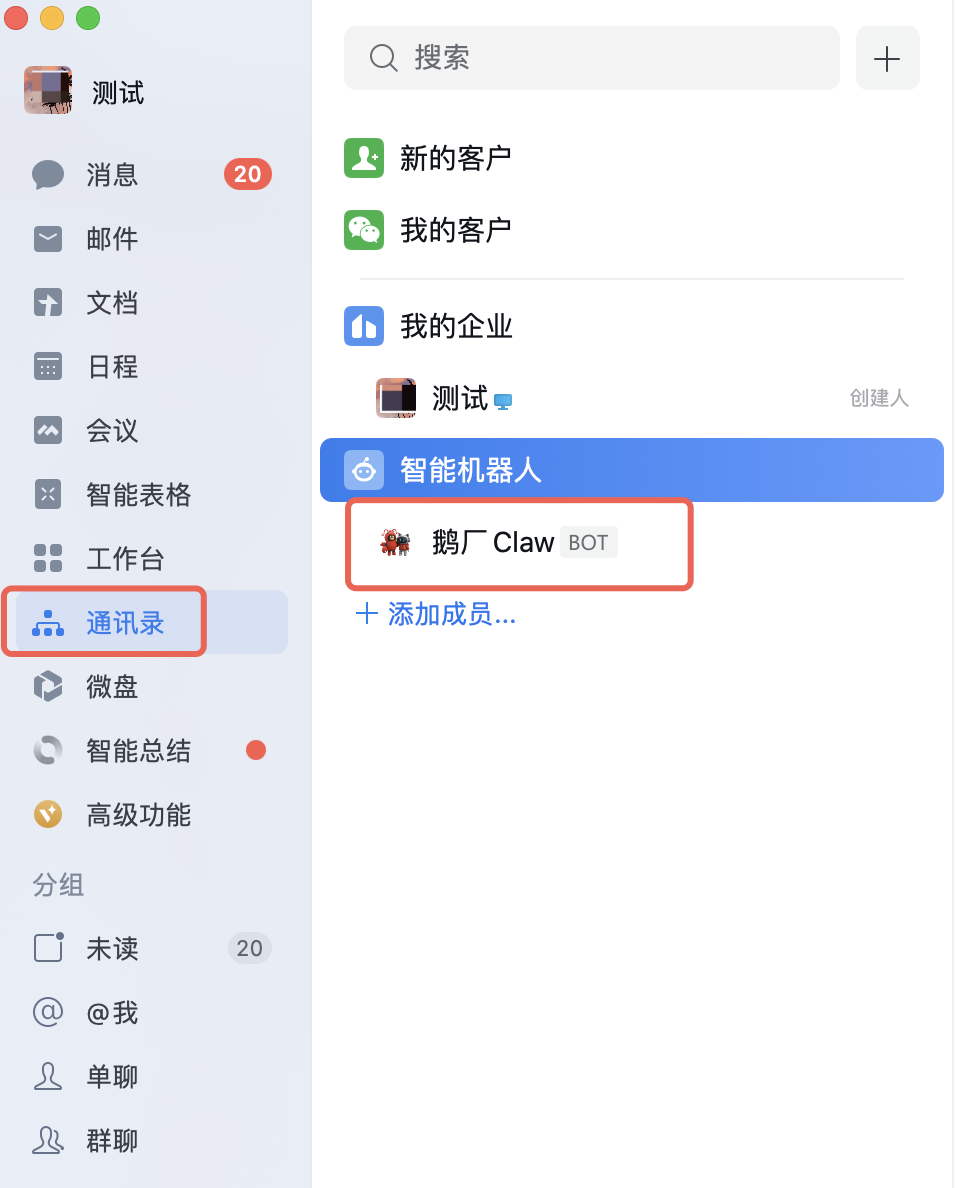 测试
消息 20
邮件
文档
日程
会议
智能表格
工作台
通讯录
微盘
智能总结
高级功能
分组
未读 20
@我
单聊
群聊
搜索
新的客户
我的客户
我的企业
测试 创建人
智能机器人
鹅厂 Claw BOT
+ 添加成员...